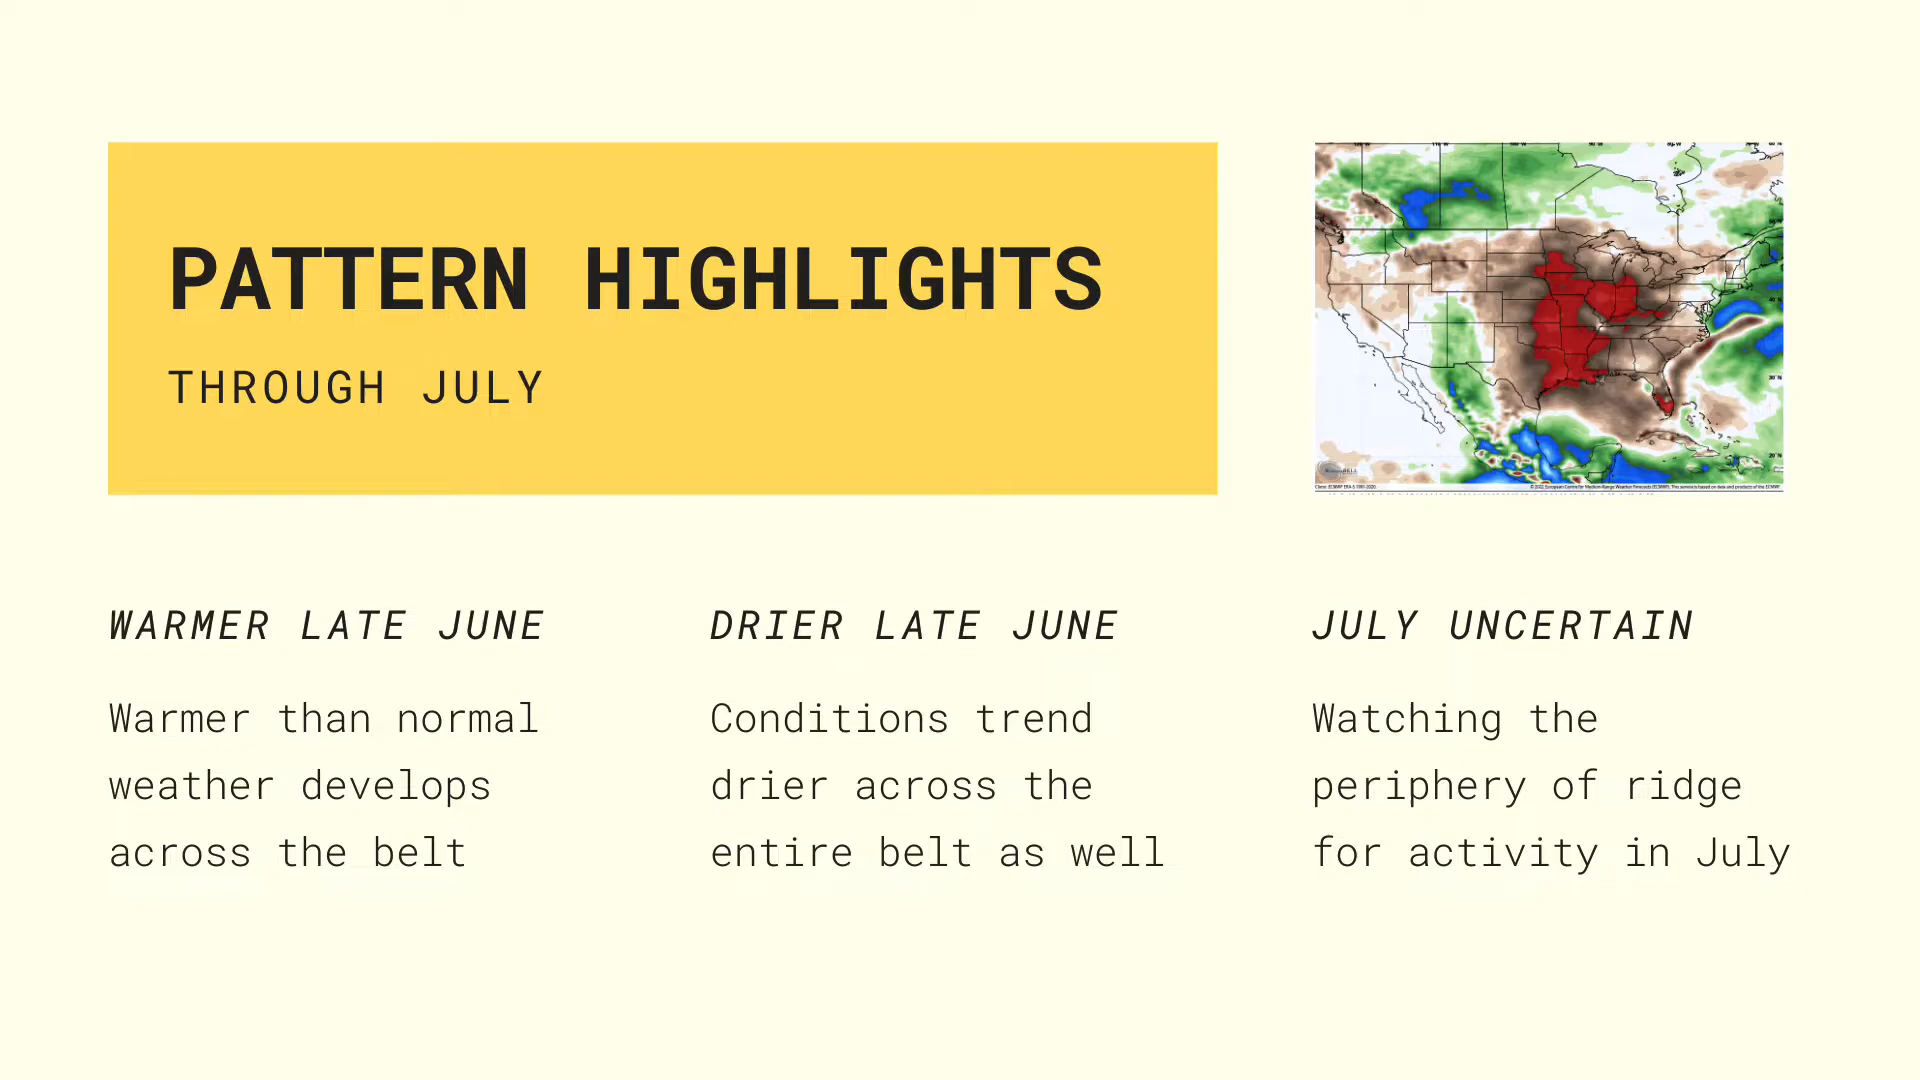 PATTERN HIGHLIGHTS
THROUGH JULY
WARMER LATE JUNE
Warmer than normal
weather develops
across the belt
DRIER LATE JUNE
Conditions trend
drier across the
entire belt as well
JULY UNCERTAIN
Watching the
periphery of ridge
for activity in July